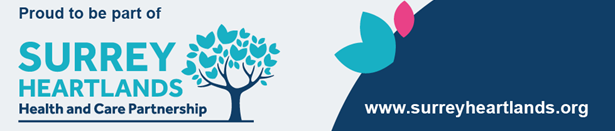 Proud to be part of
SURREY
HEARTLANDS
Health and Care Partnership
www.surreyheartlands.org